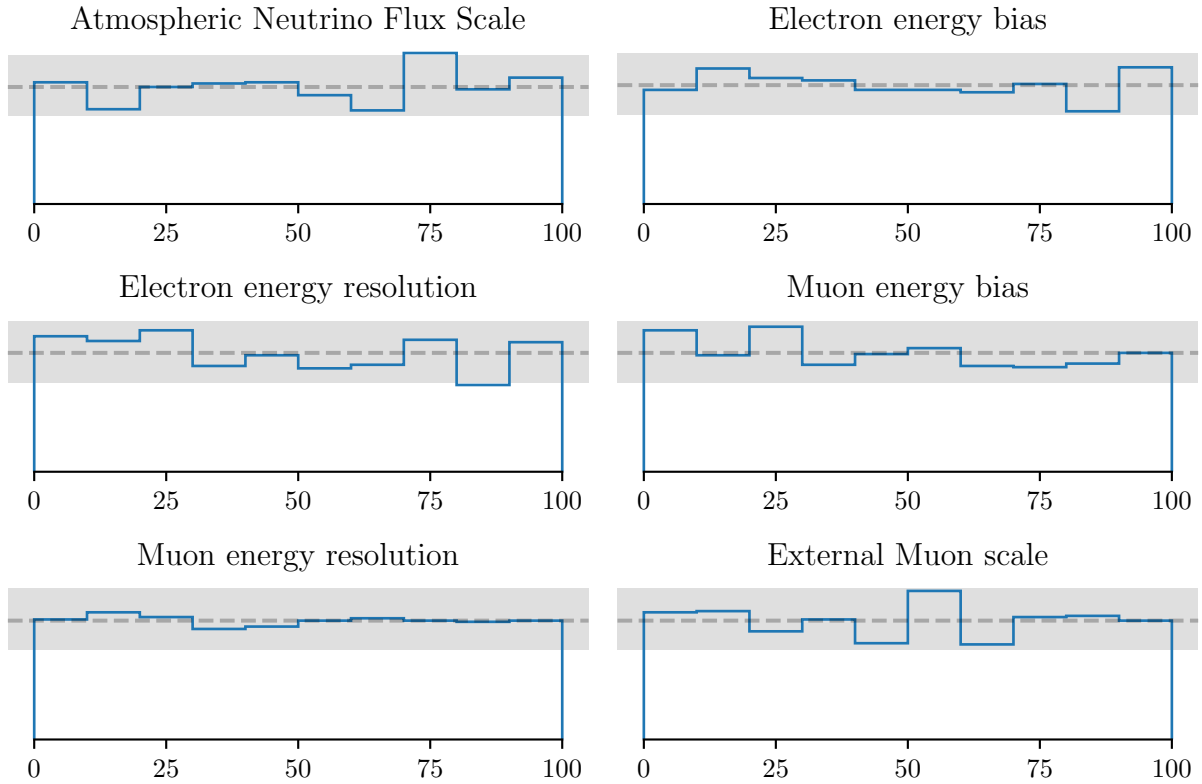 Atmospheric Neutrino Flux Scale
Electron energy bias
0 25 50 75 100
0 25 50 75 100
Electron energy resolution
Muon energy bias
0 25 50 75 100
0 25 50 75 100
Muon energy resolution
External Muon scale
0 25 50 75 100
0 25 50 75 100